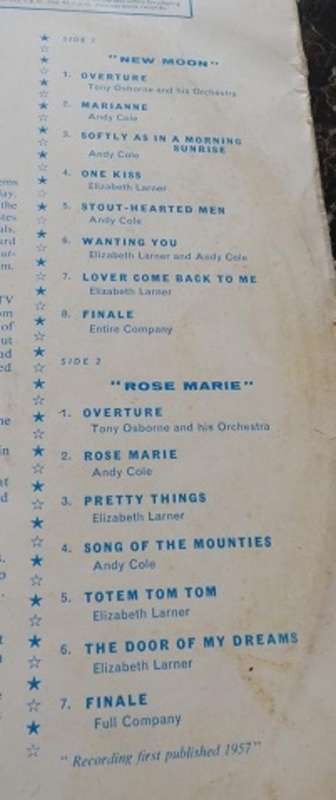 SIDE 1
"NEW MOON"
1. OVERTURE
Tony Osborne and his Orchestra
2. MARIANNE
Andy Cole
3. SOFTLY AS IN A MORNING
SUNRISE
Andy Cole
4. ONE KISS
Elizabeth Larner
5. STOUT-HEARTED MEN
Andy Cole
6. WANTING YOU
Elizabeth Larner and Andy Cole
7. LOVER COME BACK TO ME
Elizabeth Larner
8. FINALE
Entire Company
SIDE 2
"ROSE MARIE"
1. OVERTURE
Tony Osborne and his Orchestra
2. ROSE MARIE
Andy Cole
3. PRETTY THINGS
Elizabeth Larner
4. SONG OF THE MOUNTIES
Andy Cole
5. TOTEM TOM TOM
Elizabeth Larner
6. THE DOOR OF MY DREAMS
Elizabeth Larner
7. FINALE
Full Company
"Recording first published 1957"